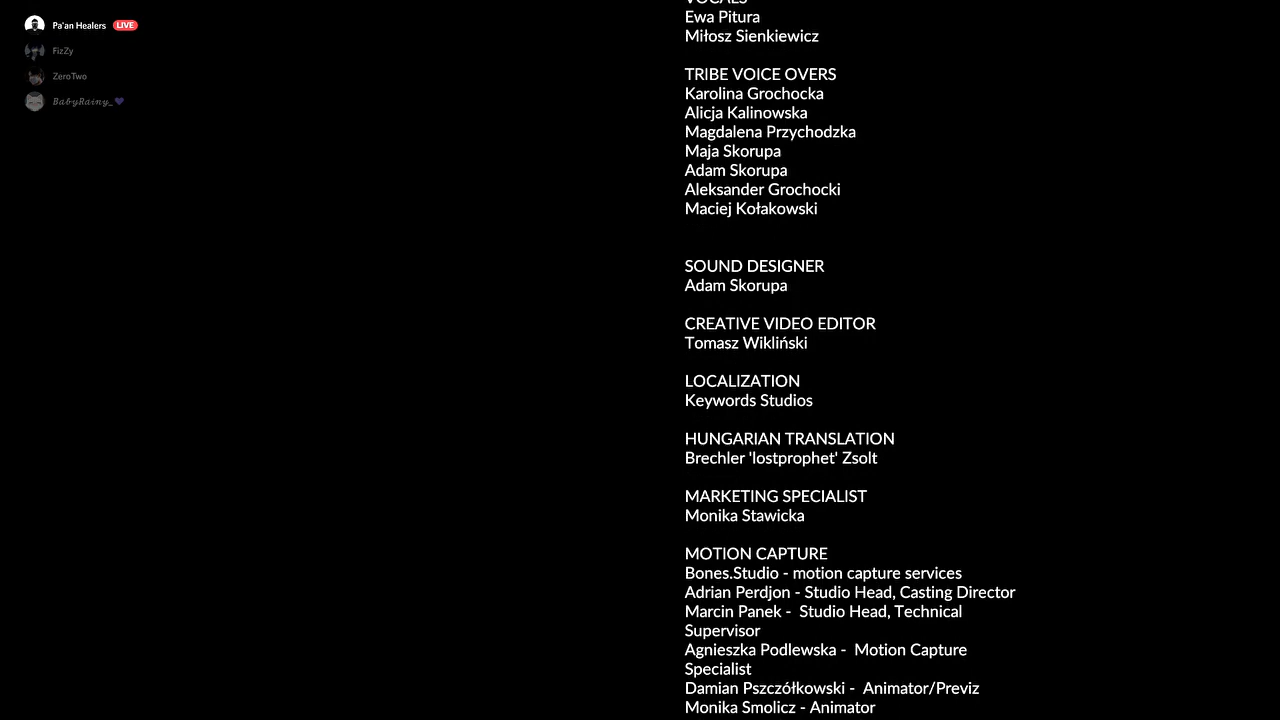 Pa'an Healers LIVE
FizZy
ZeroTwo
BabyRainy_💜
VOCALS
Ewa Pitura
Miłosz Sienkiewicz
TRIBE VOICE OVERS
Karolina Grochocka
Alicja Kalinowska
Magdalena Przychodzka
Maja Skorupa
Adam Skorupa
Aleksander Grochocki
Maciej Kołakowski
SOUND DESIGNER
Adam Skorupa
CREATIVE VIDEO EDITOR
Tomasz Wikliński
LOCALIZATION
Keywords Studios
HUNGARIAN TRANSLATION
Brechler 'lostprophet' Zsolt
MARKETING SPECIALIST
Monika Stawicka
MOTION CAPTURE
Bones.Studio - motion capture services
Adrian Perdjon - Studio Head, Casting Director
Marcin Panek -  Studio Head, Technical
Supervisor
Agnieszka Podlewska -  Motion Capture
Specialist
Damian Pszczółkowski -  Animator/Previz
Monika Smolicz - Animator